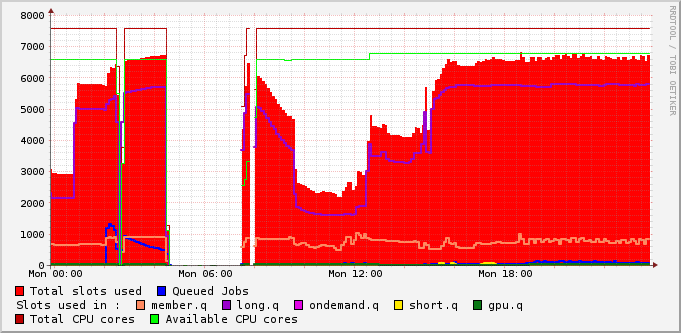 8000
7000
6000
5000
4000
3000
2000
1000
0
Mon 00:00 Mon 06:00 Mon 12:00 Mon 18:00
Total slots used Queued Jobs
Slots used in : member.q long.q ondemand.q short.q gpu.q
Total CPU cores Available CPU cores
RRDTOOL / TOBI OETIKER